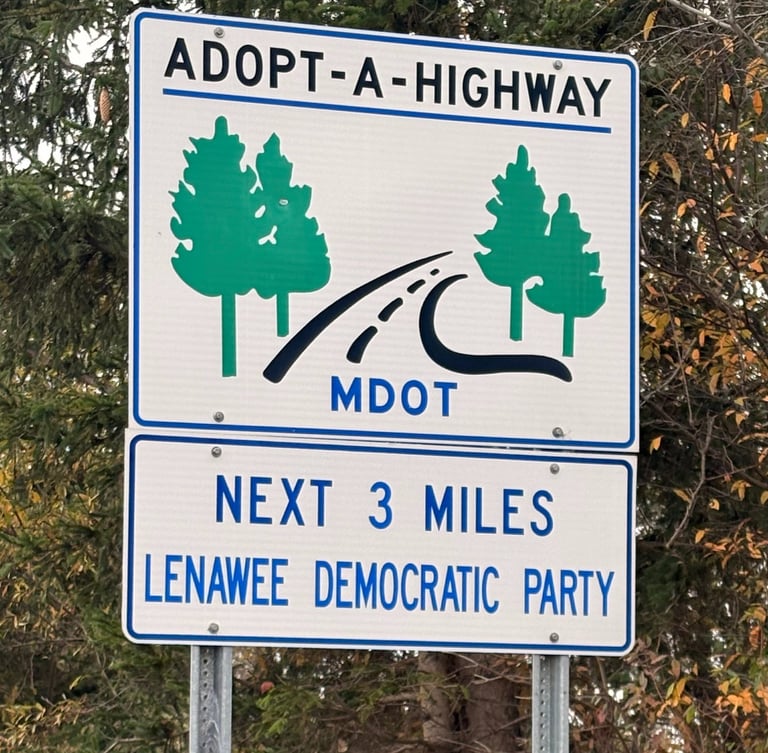 ADOPT-A-HIGHWAY
MDOT
NEXT 3 MILES
LENAWEE DEMOCRATIC PARTY